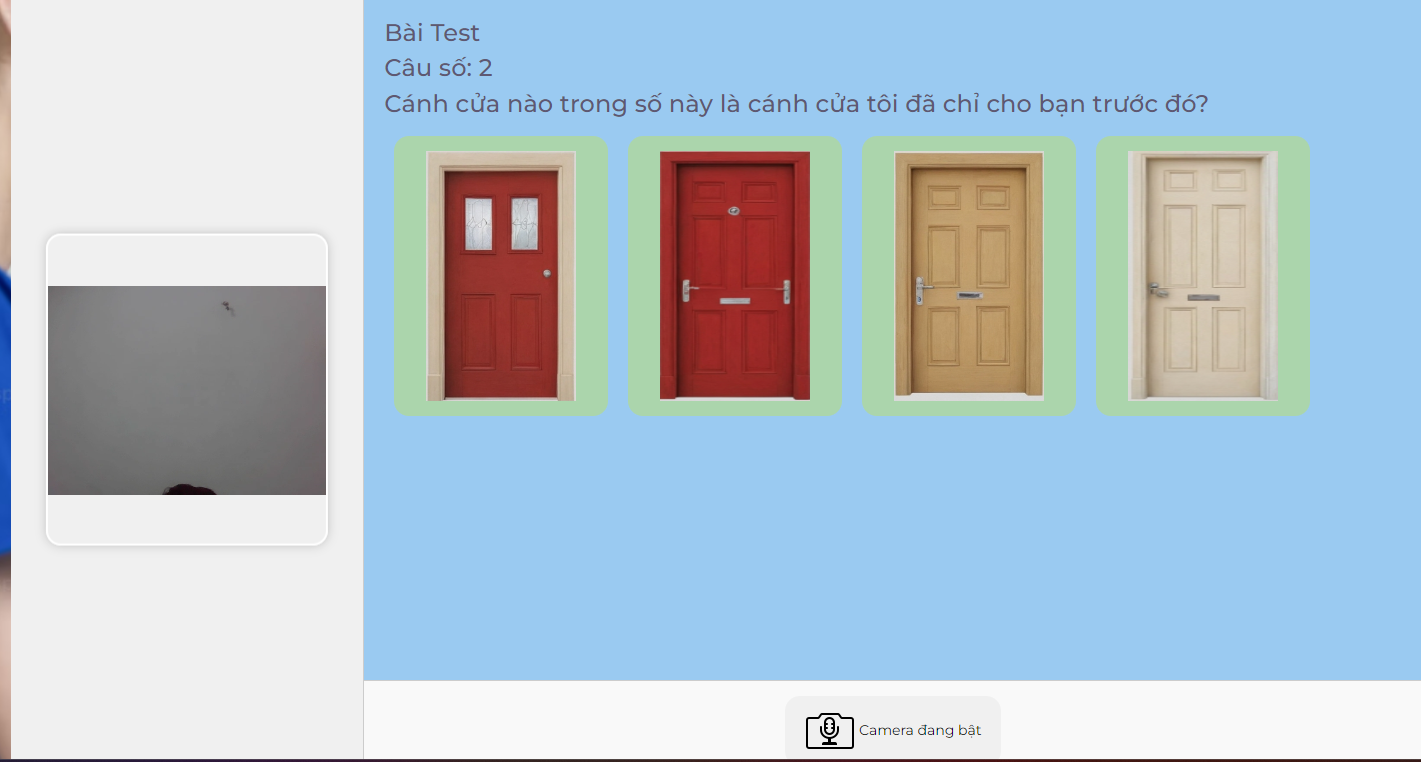 Bài Test
Câu số: 2
Cánh cửa nào trong số này là cánh cửa tôi đã chỉ cho bạn trước đó?
Camera đang bật